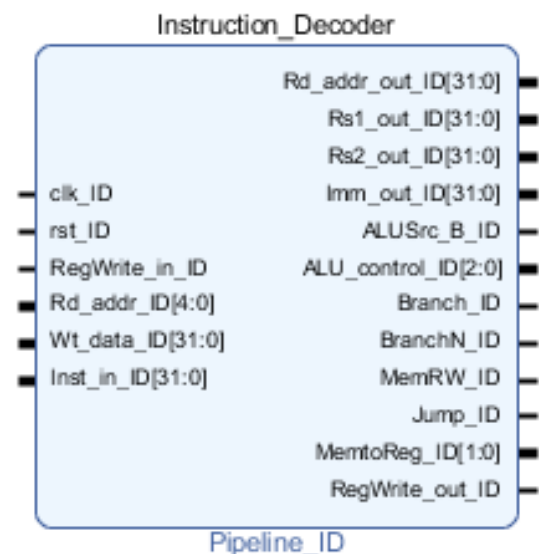 Instruction_Decoder
Rd_addr_out_ID[31:0]
Rs1_out_ID[31:0]
Rs2_out_ID[31:0]
clk_ID Imm_out_ID[31:0]
rst_ID ALUSrc_B_ID
RegWrite_in_ID ALU_control_ID[2:0]
Rd_addr_ID[4:0] Branch_ID
Wt_data_ID[31:0] BranchN_ID
Inst_in_ID[31:0] MemRW_ID
Jump_ID
MemtoReg_ID[1:0]
RegWrite_out_ID
Pipeline_ID